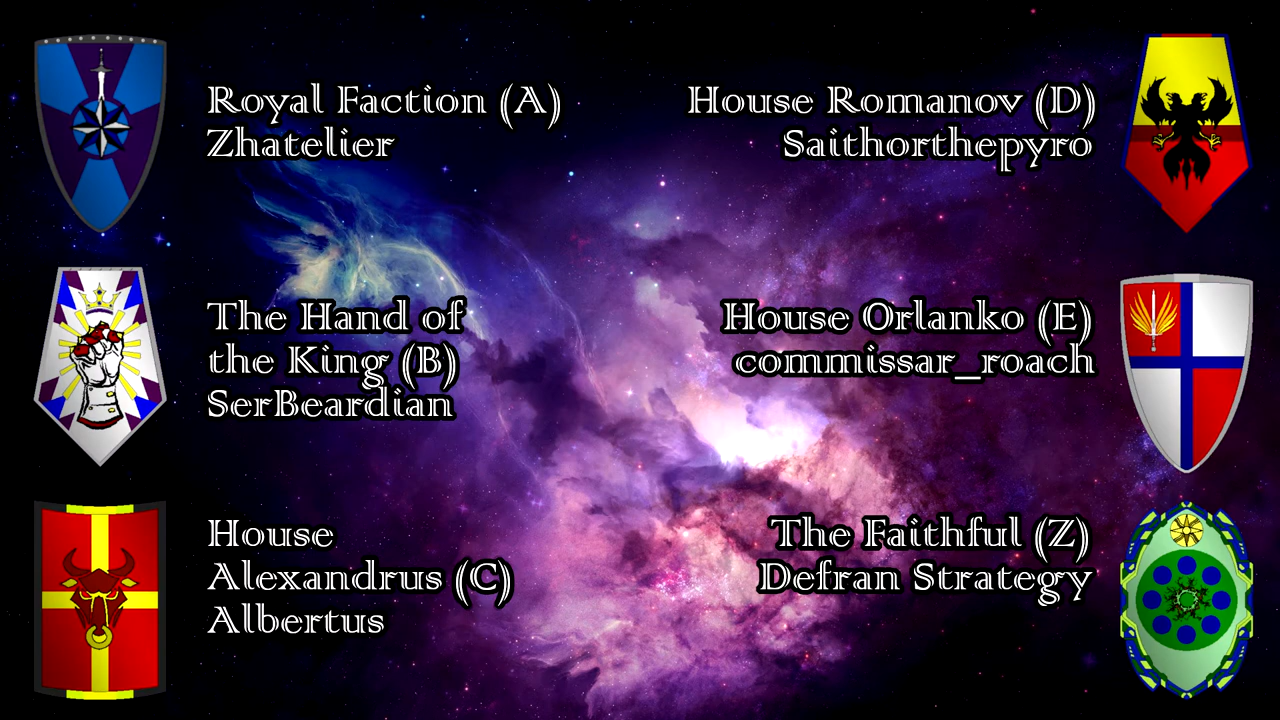 Royal Faction (A)
Zhatelier
The Hand of
the King (B)
SerBeardian
House
Alexandrus (C)
Albertus
House Romanov (D)
Saithorthepyro
House Orlanko (E)
commissar_roach
The Faithful (Z)
Defran Strategy